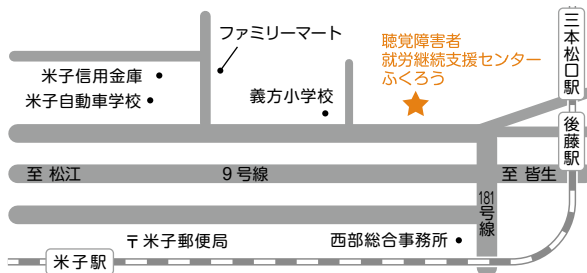 ファミリーマート
聴覚障害者
就労継続支援センター
ふくろう
三本松口駅
米子信用金庫
米子自動車学校
義方小学校
後藤駅
至 松江
9号線
至 皆生
181号線
〒米子郵便局
西部総合事務所
米子駅